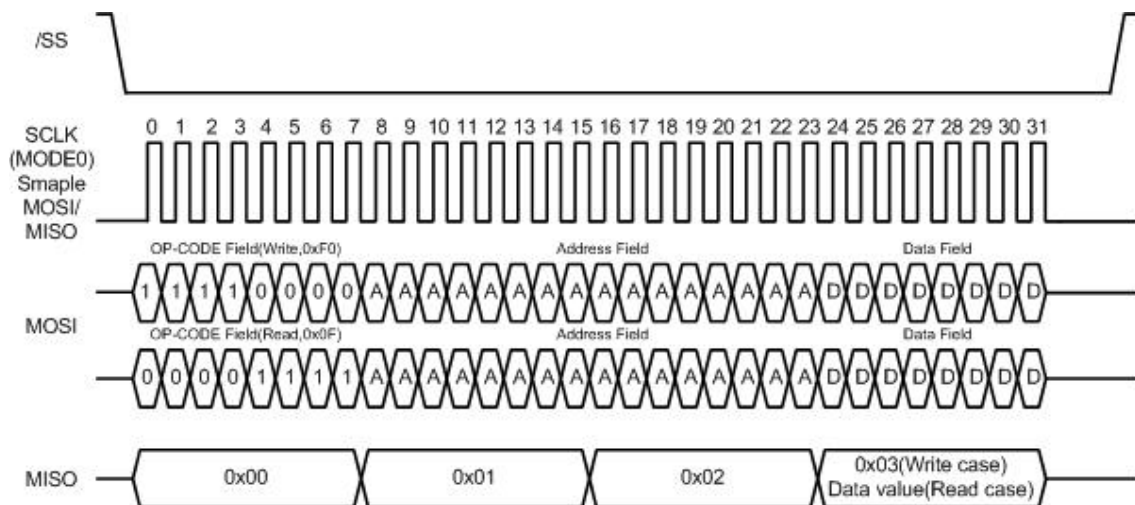 /SS
SCLK
(MODE0)
Smaple
MOSI/
MISO
0 1 2 3 4 5 6 7 8 9 10 11 12 13 14 15 16 17 18 19 20 21 22 23 24 25 26 27 28 29 30 31
OP-CODE Field(Write,0xF0) Address Field Data Field
MOSI
1 1 1 1 0 0 0 0 A A A A A A A A A A A A A A A A D D D D D D D D
OP-CODE Field(Read,0x0F) Address Field Data Field
0 0 0 0 1 1 1 1 A A A A A A A A A A A A A A A A D D D D D D D D
MISO
0x00 0x01 0x02 0x03(Write case)
Data value(Read case)